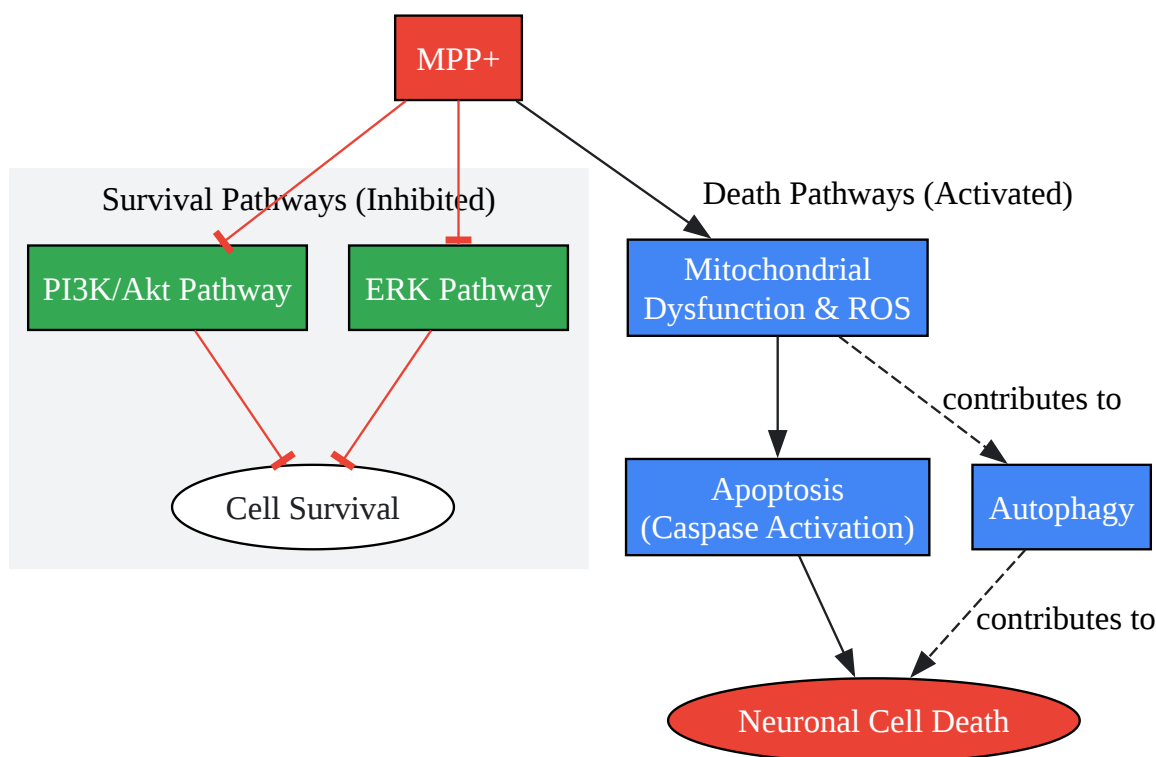 MPP+
Survival Pathways (Inhibited)
Death Pathways (Activated)
PI3K/Akt Pathway
ERK Pathway
Mitochondrial
Dysfunction & ROS
contributes to
Cell Survival
Apoptosis
(Caspase Activation)
Autophagy
contributes to
Neuronal Cell Death